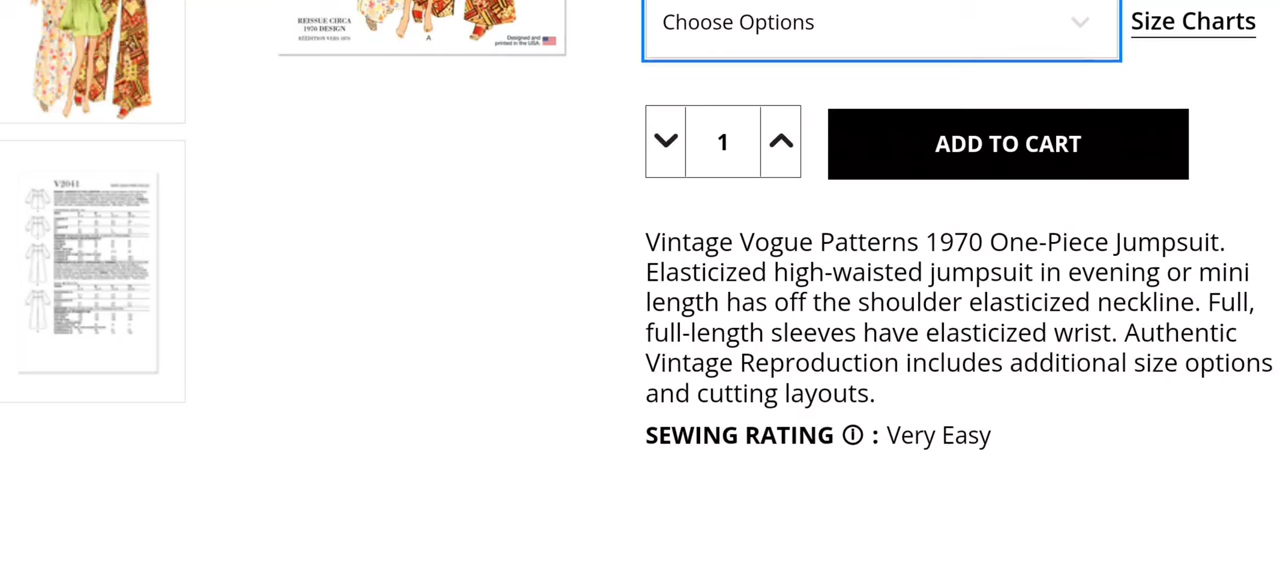 Choose Options
Size Charts
REISSUE CIRCA
1970 DESIGN
RÉÉDITION VERS 1970
A
Designed and
printed in the USA
1
ADD TO CART
V2041
Vintage Vogue Patterns 1970 One-Piece Jumpsuit.
Elasticized high-waisted jumpsuit in evening or mini
length has off the shoulder elasticized neckline. Full,
full-length sleeves have elasticized wrist. Authentic
Vintage Reproduction includes additional size options
and cutting layouts.
SEWING RATING ⓘ : Very Easy